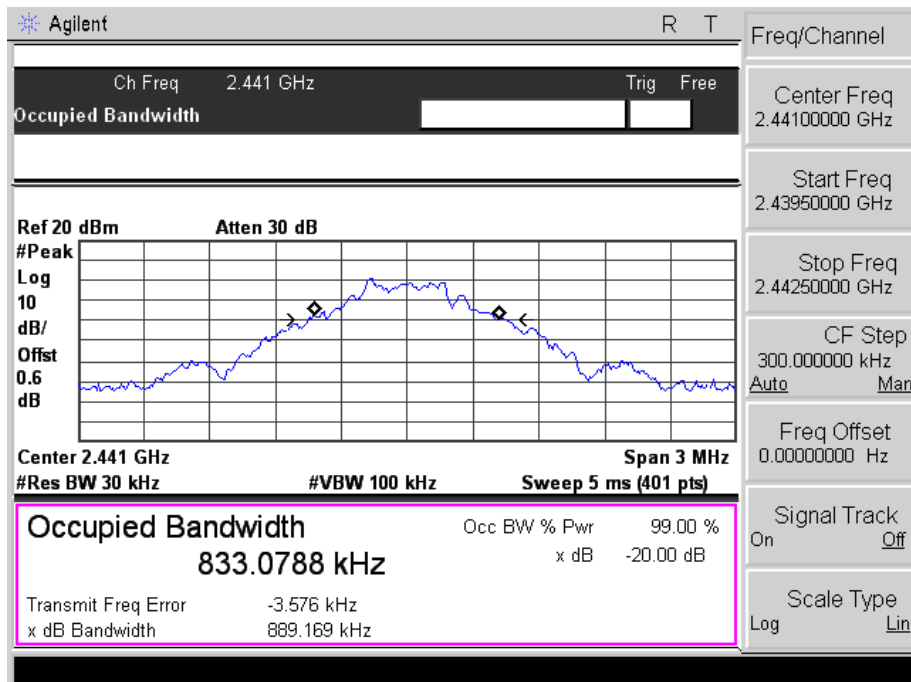 Agilent R T
Ch Freq 2.441 GHz Trig Free
Occupied Bandwidth
Ref 20 dBm Atten 30 dB
#Peak
Log
10
dB/
Offst
0.6
dB
Center 2.441 GHz Span 3 MHz
#Res BW 30 kHz #VBW 100 kHz Sweep 5 ms (401 pts)
Occupied Bandwidth Occ BW % Pwr 99.00 %
833.0788 kHz x dB -20.00 dB
Transmit Freq Error -3.576 kHz
x dB Bandwidth 889.169 kHz
Freq/Channel
Center Freq
2.44100000 GHz
Start Freq
2.43950000 GHz
Stop Freq
2.44250000 GHz
CF Step
300.000000 kHz
Auto Man
Freq Offset
0.00000000 Hz
Signal Track
On Off
Scale Type
Log Lin